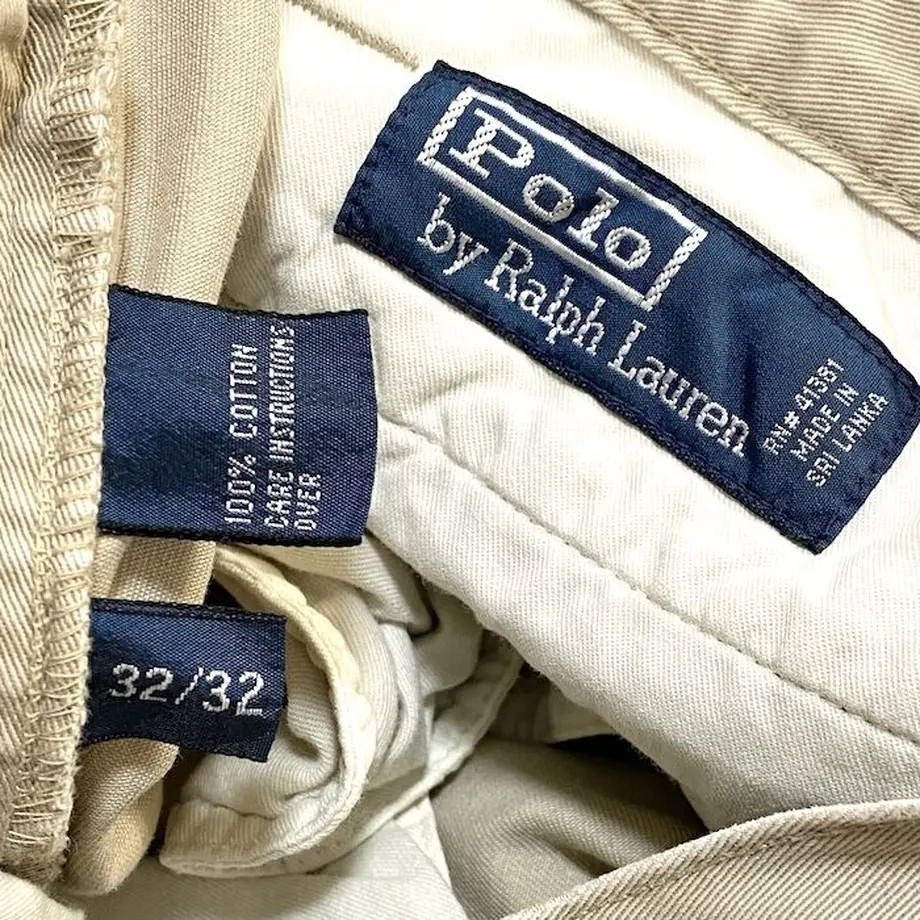 Polo
by Ralph Lauren
RN#41381
MADE IN
SRI LANKA
100% COTTON
CARE INSTRUCTIONS
OVER
32/32